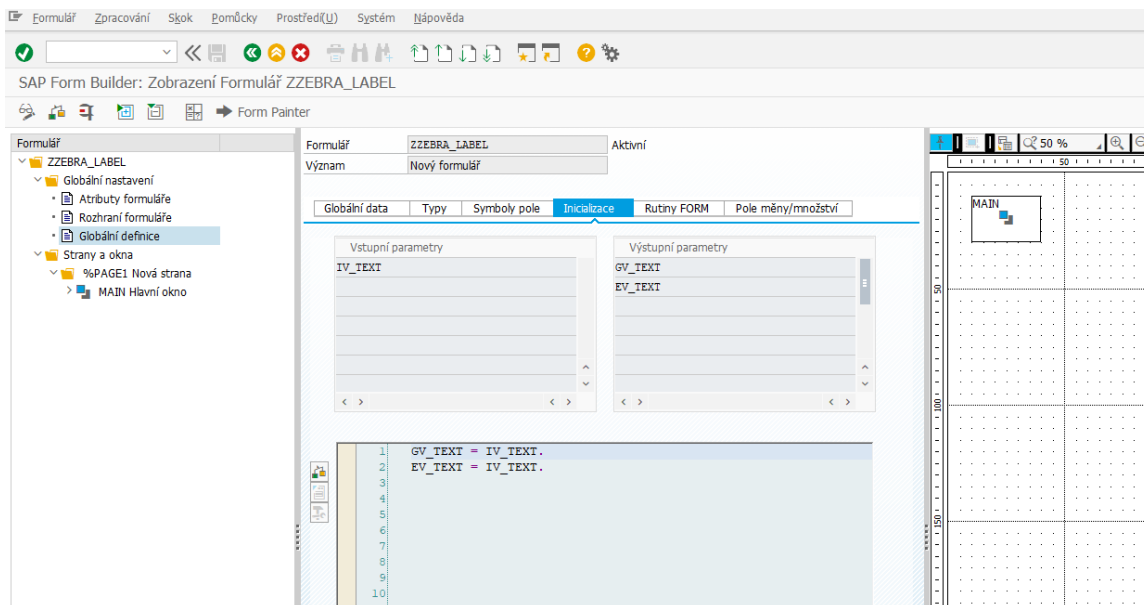 Formulář Zpracování Skok Pomůcky Prostředí(U) Systém Nápověda
SAP Form Builder: Zobrazení Formulář ZZEBRA_LABEL
Form Painter
Formulář
ZZEBRA_LABEL
Globální nastavení
Atributy formuláře
Rozhraní formuláře
Globální definice
Strany a okna
%PAGE1 Nová strana
MAIN Hlavní okno
Formulář ZZEBRA_LABEL Aktivní
Význam Nový formulář
Globální data Typy Symboly pole Inicializace Rutiny FORM Pole měny/množství
Vstupní parametry Výstupní parametry
IV_TEXT GV_TEXT
EV_TEXT
1 GV_TEXT = IV_TEXT.
2 EV_TEXT = IV_TEXT.
3
4
5
6
7
8
9
10
50 %
50
MAIN
50
100
150